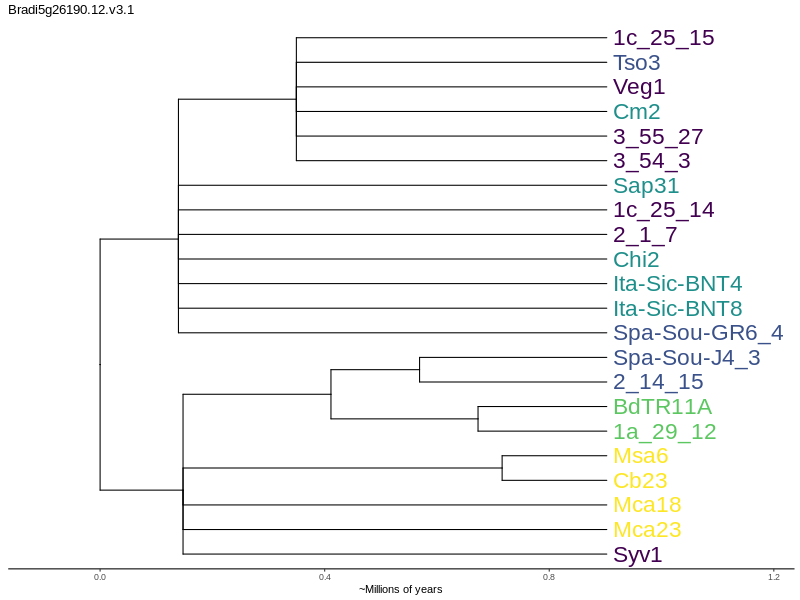 Bradi5g26190.12.v3.1
1c_25_15
Tso3
Veg1
Cm2
3_55_27
3_54_3
Sap31
1c_25_14
2_1_7
Chi2
Ita-Sic-BNT4
Ita-Sic-BNT8
Spa-Sou-GR6_4
Spa-Sou-J4_3
2_14_15
BdTR11A
1a_29_12
Msa6
Cb23
Mca18
Mca23
Syv1
0.0 0.4 0.8 1.2
~Millions of years